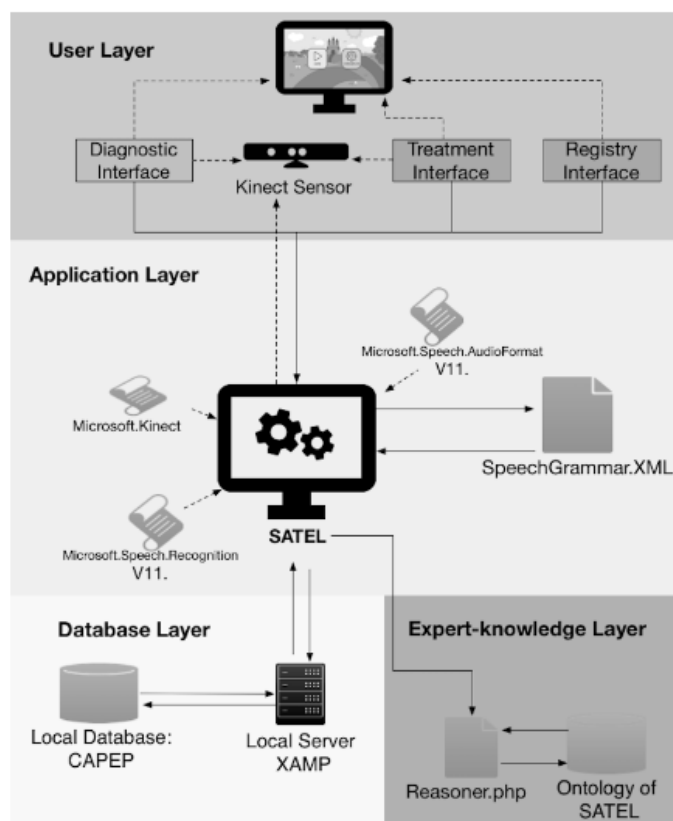 User Layer
Diagnostic
Interface
Kinect Sensor
Treatment
Interface
Registry
Interface
Application Layer
Microsoft.Speech.AudioFormat
V11.
Microsoft.Kinect
SpeechGrammar.XML
Microsoft.Speech.Recognition
V11.
SATEL
Database Layer
Local Database:
CAPEP
Local Server
XAMP
Expert-knowledge Layer
Reasoner.php
Ontology of
SATEL